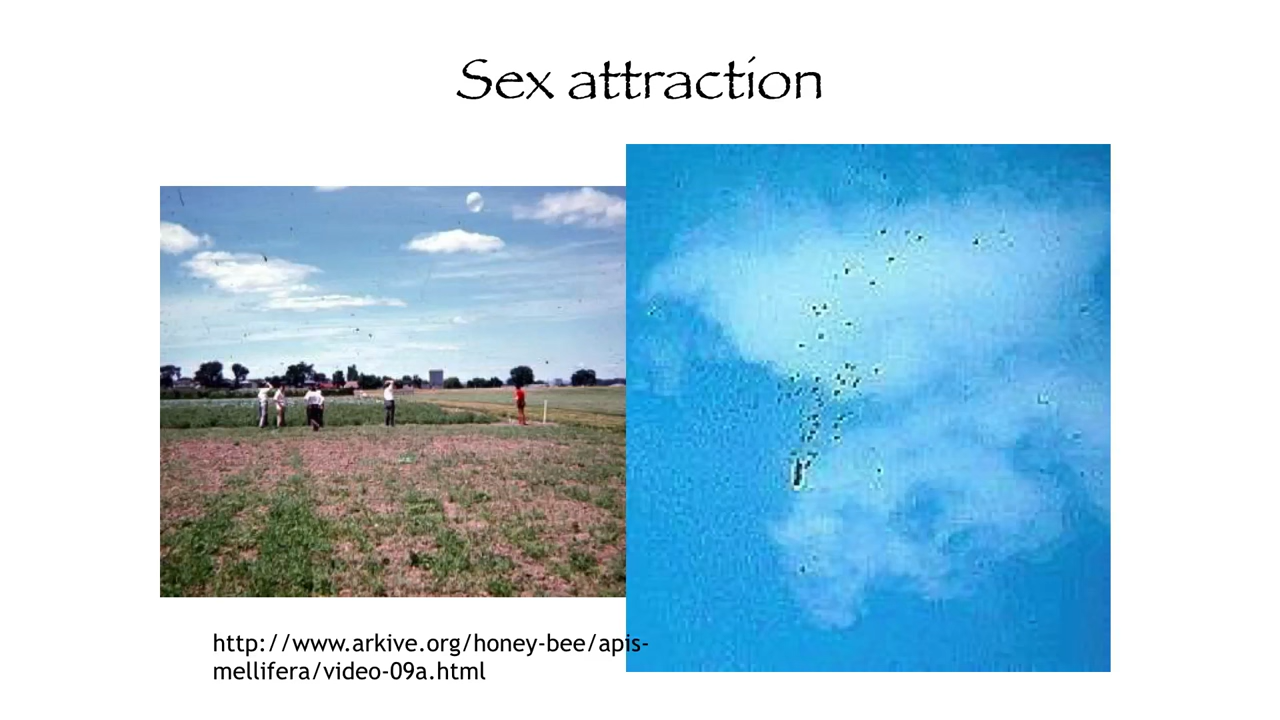 Sex attraction
http://www.arkive.org/honey-bee/apis-
mellifera/video-09a.html